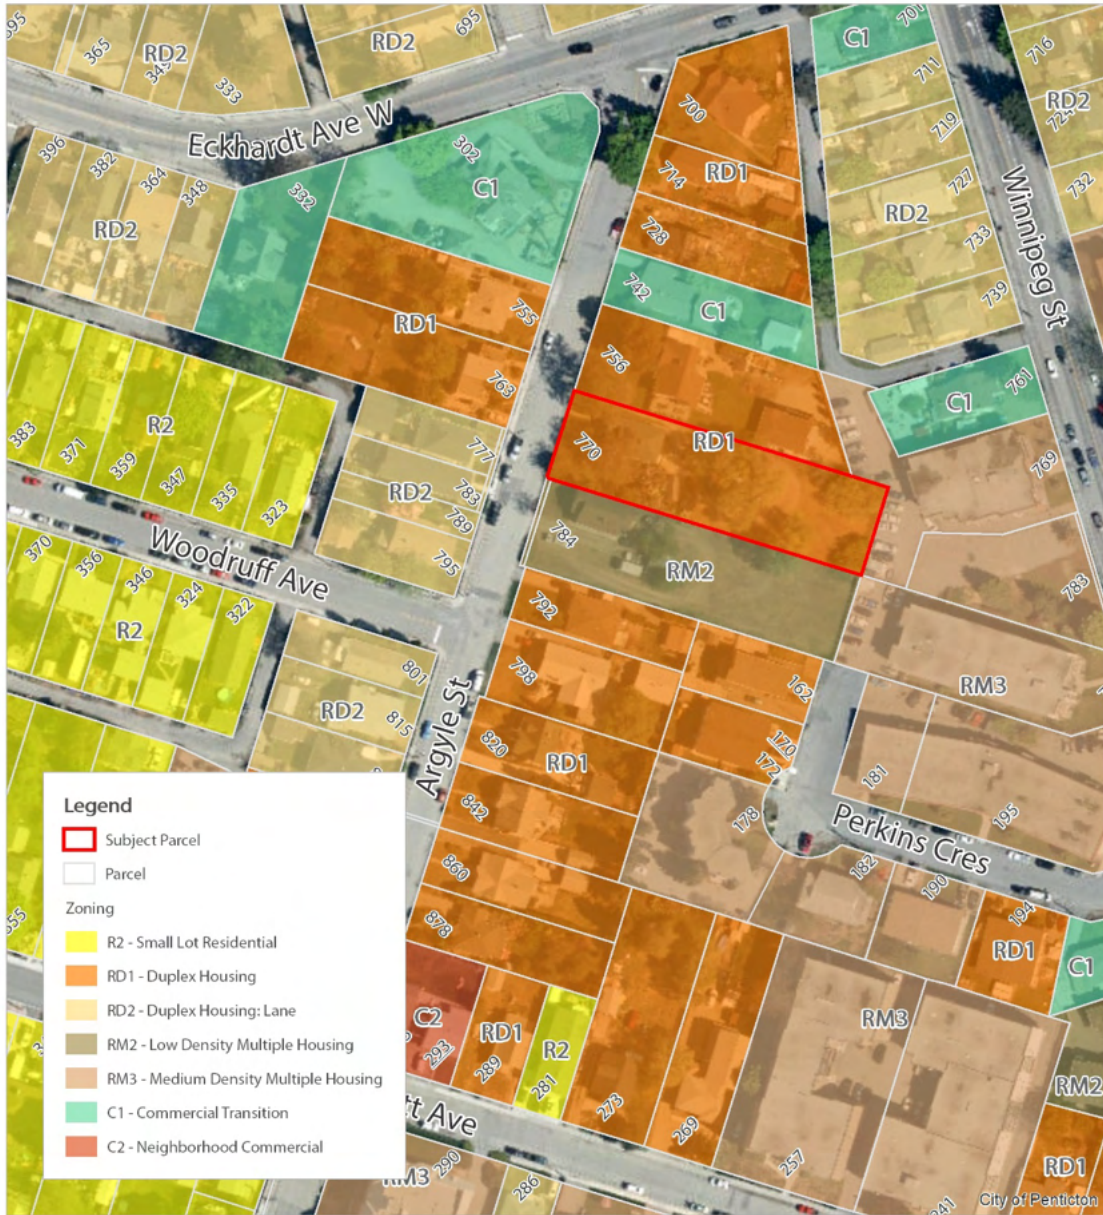 695
365
345
RD2
333
RD2
695
C1
701
716
RD2
724
732
Eckhardt Ave W
396
382
364
348
RD2
332
302
C1
700
714
RD1
728
711
719
727
RD2
733
739
Winnipeg St
742
C1
755
RD1
763
756
770
RD1
C1
761
769
783
383
371
359
R2
347
335
323
777
RD2
783
789
795
784
RM2
Woodruff Ave
370
356
346
324
322
R2
792
798
162
RM3
801
RD2
815
Argyle St
820
RD1
170
172
181
195
842
178
Perkins Cres
860
182
190
194
878
RD1
C1
C2
293
RD1
289
R2
281
273
269
RM3
257
RM2
RD1
241
RM3
290
286
Legend
Subject Parcel
Parcel
Zoning
R2 - Small Lot Residential
RD1 - Duplex Housing
RD2 - Duplex Housing: Lane
RM2 - Low Density Multiple Housing
RM3 - Medium Density Multiple Housing
C1 - Commercial Transition
C2 - Neighborhood Commercial
City of Penticton